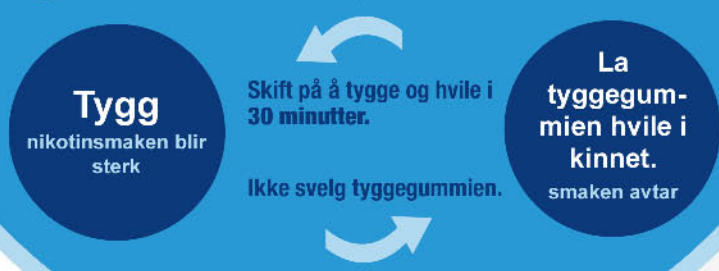 Tygg
nikotinsmaken blir
sterk
Skift på å tygge og hvile i
30 minutter.
Ikke svelg tyggegummien.
La
tyggegum-
mien hvile i
kinnet.
smaken avtar